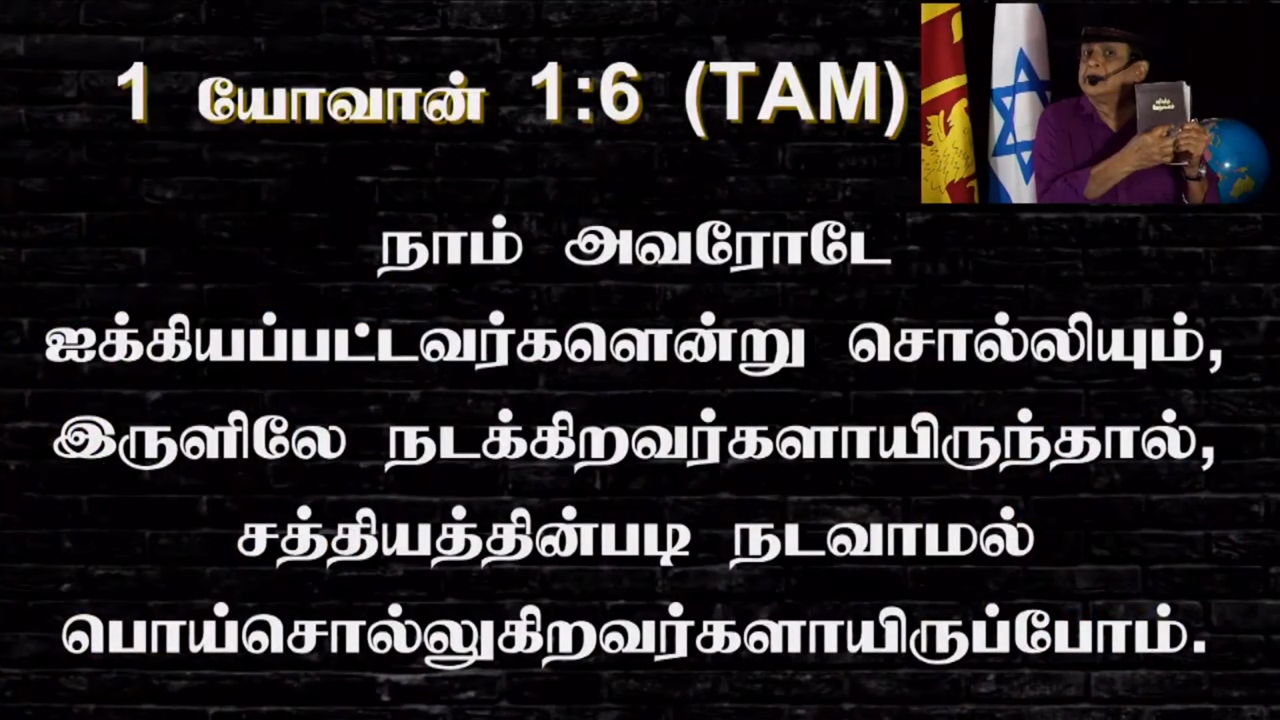 1 யோவான் 1:6 (TAM)
நாம் அவரோடே
ஐக்கியப்பட்டவர்களென்று சொல்லியும்,
இருளிலே நடக்கிறவர்களாயிருந்தால்,
சத்தியத்தின்படி நடவாமல்
பொய்சொல்லுகிறவர்களாயிருப்போம்.